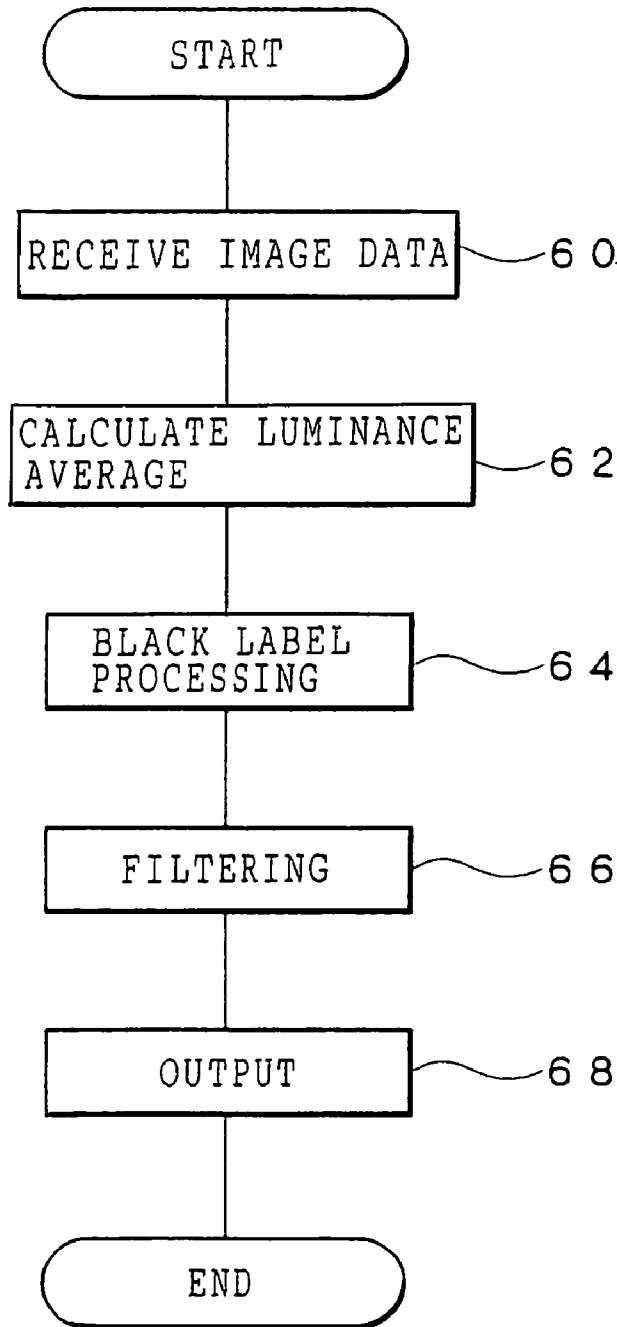 START
RECEIVE IMAGE DATA
60
CALCULATE LUMINANCE
AVERAGE
62
BLACK LABEL
PROCESSING
64
FILTERING
66
OUTPUT
68
END